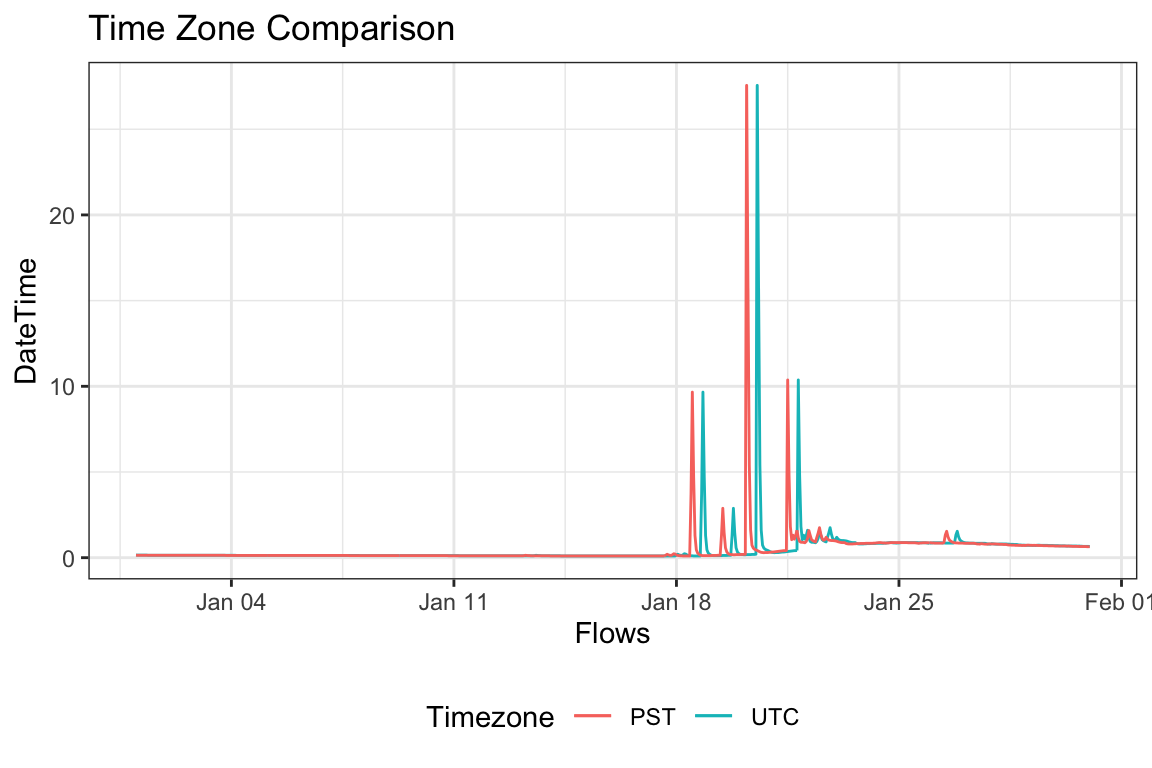 Time Zone Comparison
DateTime
20
10
0
Jan 04 Jan 11 Jan 18 Jan 25 Feb 01
Flows
Timezone PST UTC